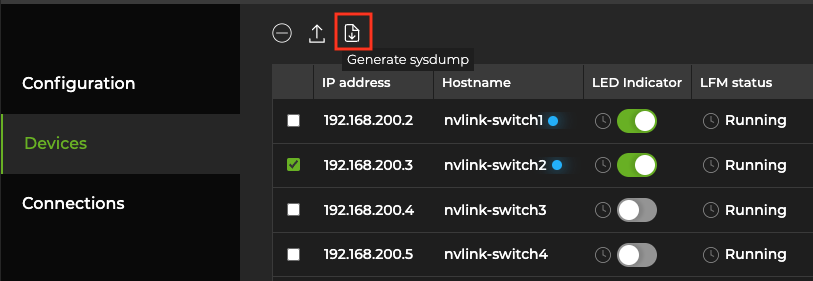 Generate sysdump
Configuration
Devices
Connections
IP address Hostname LED Indicator LFM status
192.168.200.2 nvlink-switch1 Running
192.168.200.3 nvlink-switch2 Running
192.168.200.4 nvlink-switch3 Running
192.168.200.5 nvlink-switch4 Running